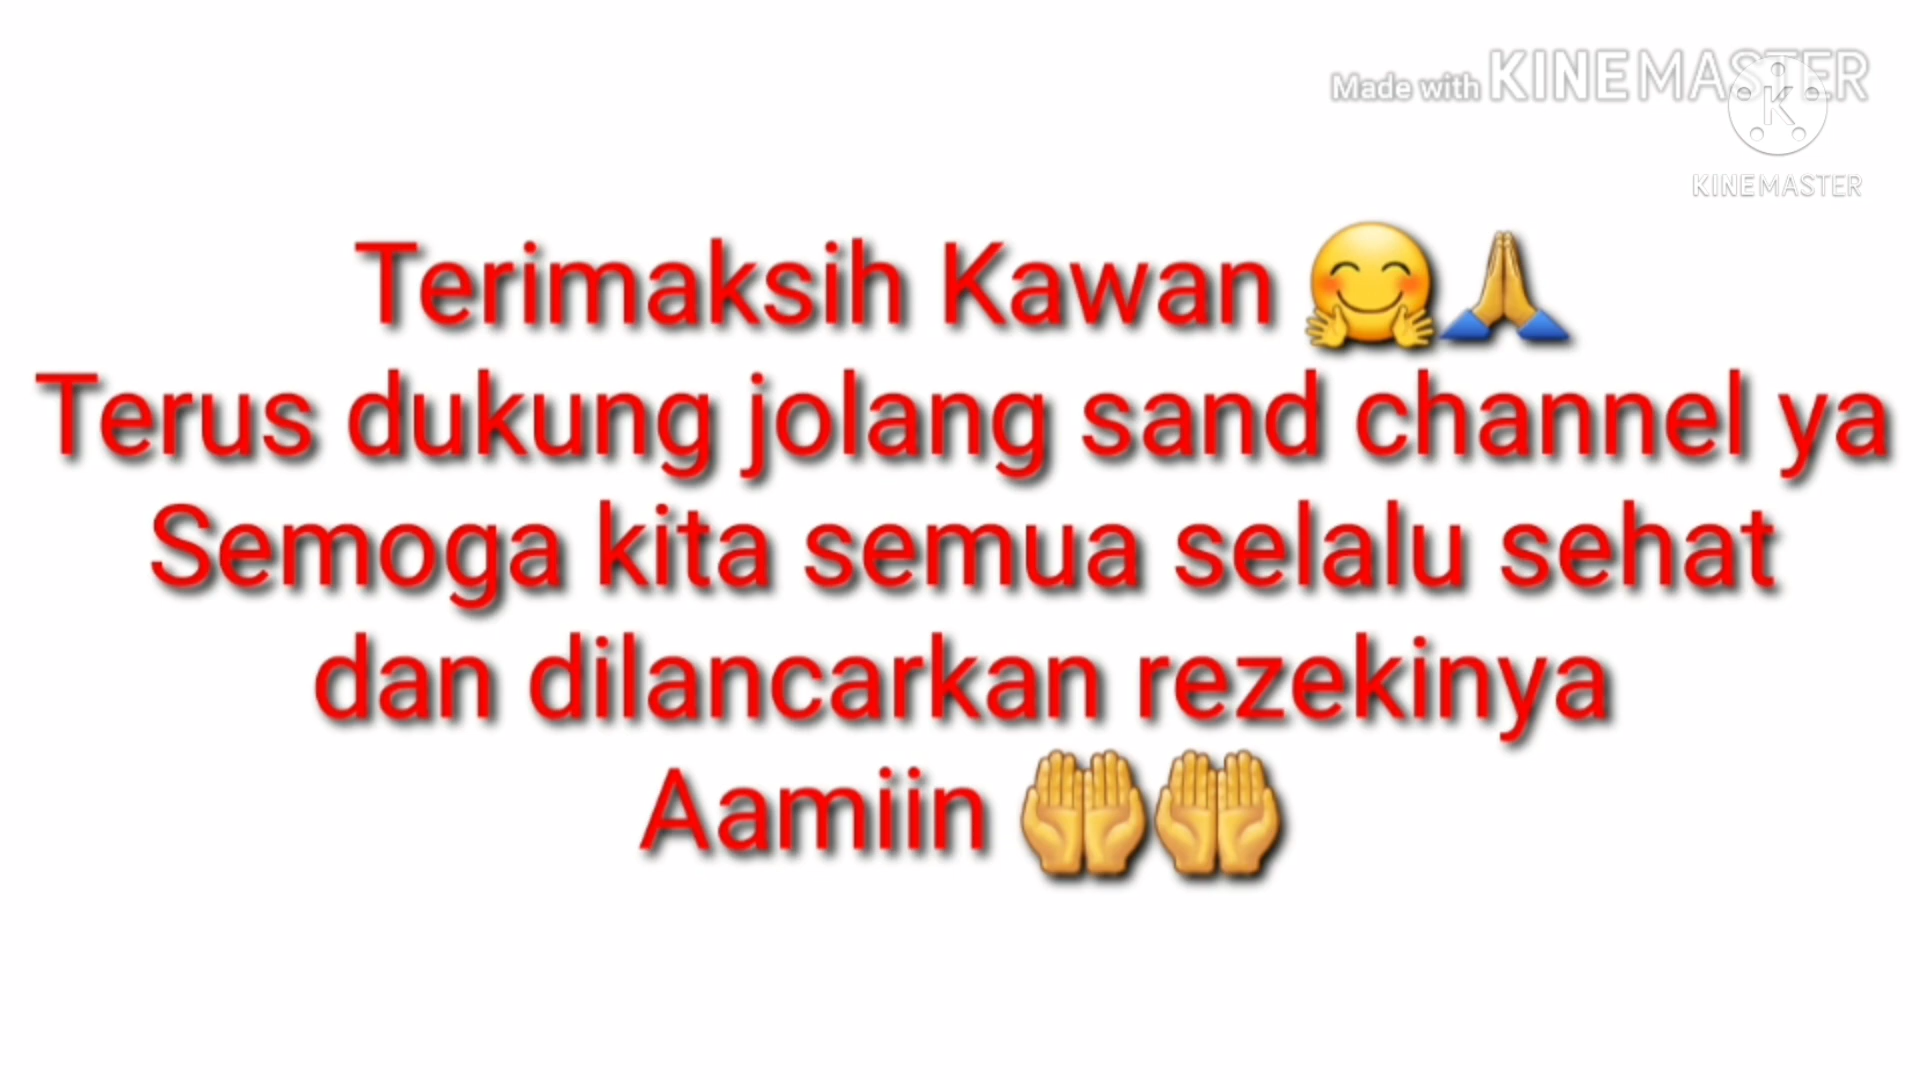 Made with KINEMASTER
KINEMASTER
Terimaksih Kawan 🤗🙏
Terus dukung jolang sand channel ya
Semoga kita semua selalu sehat
dan dilancarkan rezekinya
Aamiin 🤲🤲